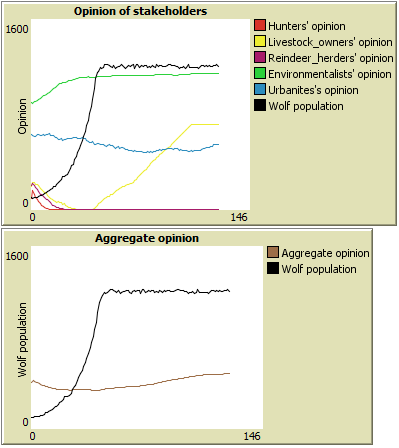 Opinion of stakeholders
1600
Opinion
0
0
146
Hunters' opinion
Livestock_owners' opinion
Reindeer_herders' opinion
Environmentalists' opinion
Urbanites's opinion
Wolf population
Aggregate opinion
1600
Wolf population
0
0
146
Aggregate opinion
Wolf population